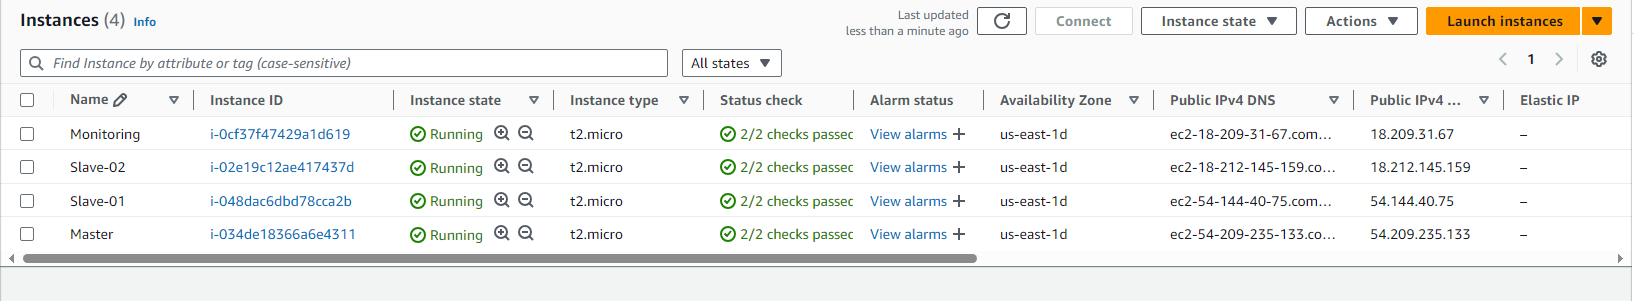 Instances (4) Info
Last updated
less than a minute ago
Connect Instance state Actions Launch instances
Find Instance by attribute or tag (case-sensitive) All states 1
Name Instance ID Instance state Instance type Status check Alarm status Availability Zone Public IPv4 DNS Public IPv4 ... Elastic IP
Monitoring i-0cf37f47429a1d619 Running t2.micro 2/2 checks passed View alarms + us-east-1d ec2-18-209-31-67.com... 18.209.31.67 –
Slave-02 i-02e19c12ae417437d Running t2.micro 2/2 checks passed View alarms + us-east-1d ec2-18-212-145-159.co... 18.212.145.159 –
Slave-01 i-048dac6dbd78cca2b Running t2.micro 2/2 checks passed View alarms + us-east-1d ec2-54-144-40-75.com... 54.144.40.75 –
Master i-034de18366a6e4311 Running t2.micro 2/2 checks passed View alarms + us-east-1d ec2-54-209-235-133.co... 54.209.235.133 –